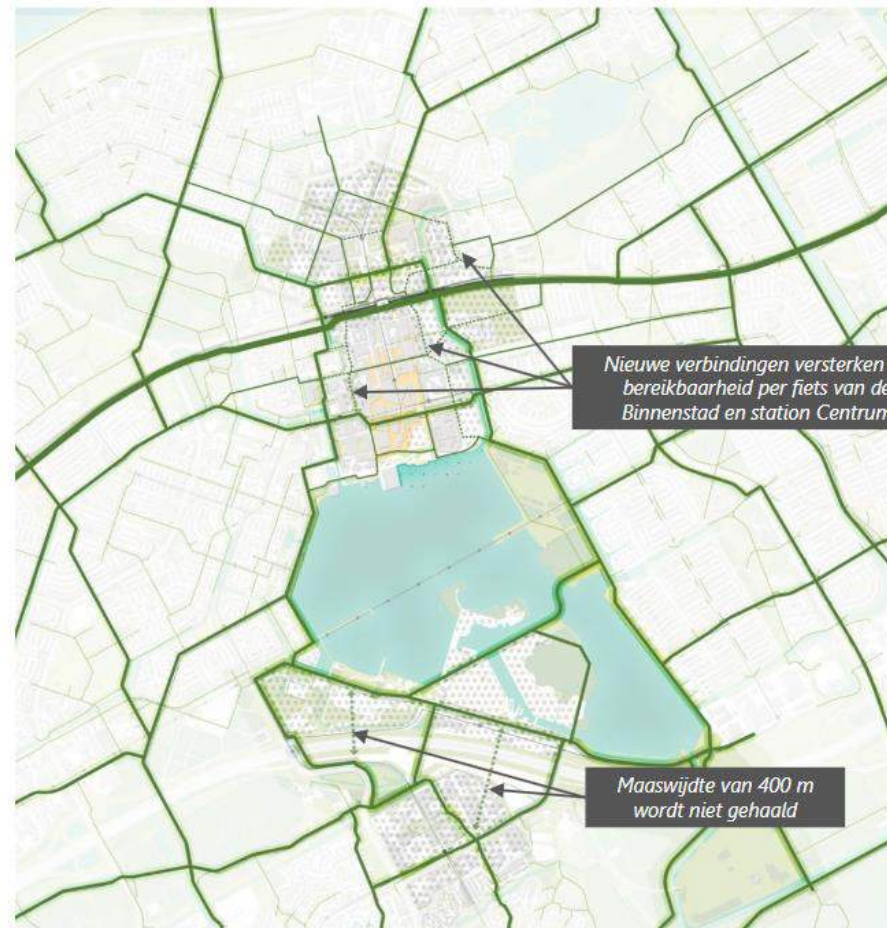 Nieuwe verbindingen versterken
bereikbaarheid per fiets van de
Binnenstad en station Centrum
Maaswijdte van 400 m
wordt niet gehaald